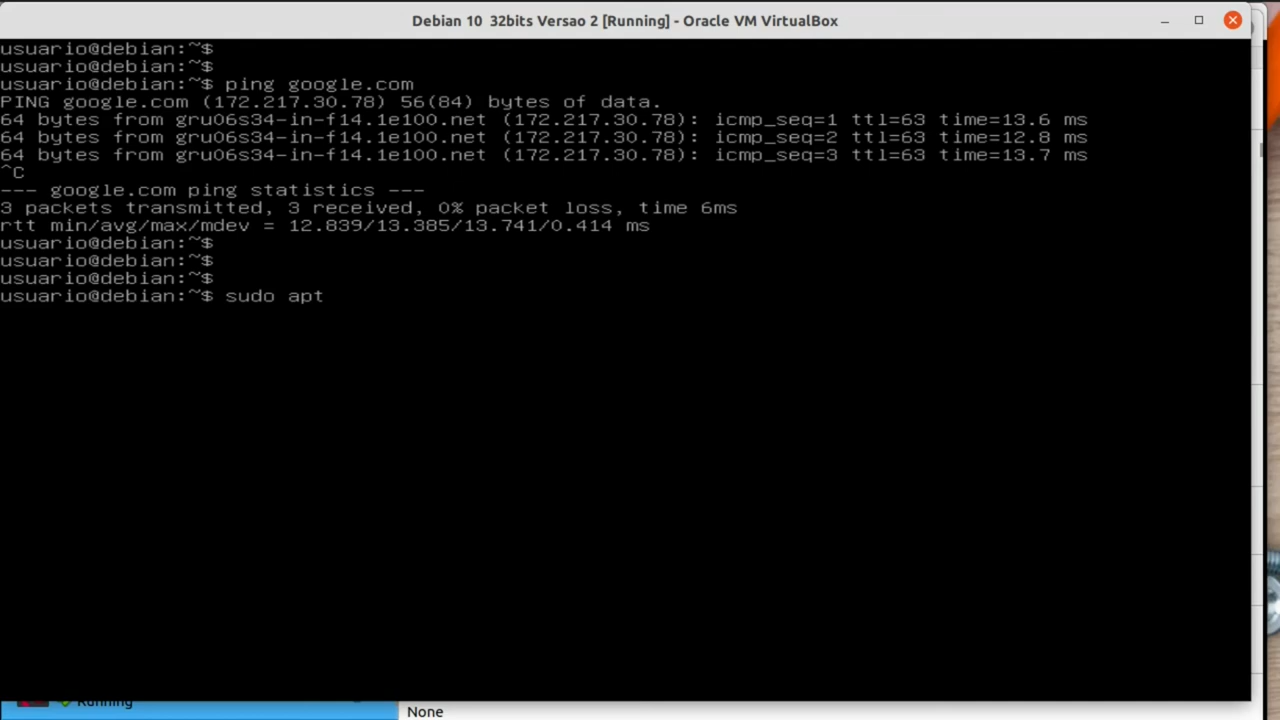 Debian 10  32bits Versao 2 [Running] - Oracle VM VirtualBox
usuario@debian:~$
usuario@debian:~$
usuario@debian:~$ ping google.com
PING google.com (172.217.30.78) 56(84) bytes of data.
64 bytes from gru06s34-in-f14.1e100.net (172.217.30.78): icmp_seq=1 ttl=63 time=13.6 ms
64 bytes from gru06s34-in-f14.1e100.net (172.217.30.78): icmp_seq=2 ttl=63 time=12.8 ms
64 bytes from gru06s34-in-f14.1e100.net (172.217.30.78): icmp_seq=3 ttl=63 time=13.7 ms
^C
--- google.com ping statistics ---
3 packets transmitted, 3 received, 0% packet loss, time 6ms
rtt min/avg/max/mdev = 12.839/13.385/13.741/0.414 ms
usuario@debian:~$
usuario@debian:~$
usuario@debian:~$
usuario@debian:~$ sudo apt
Running
None